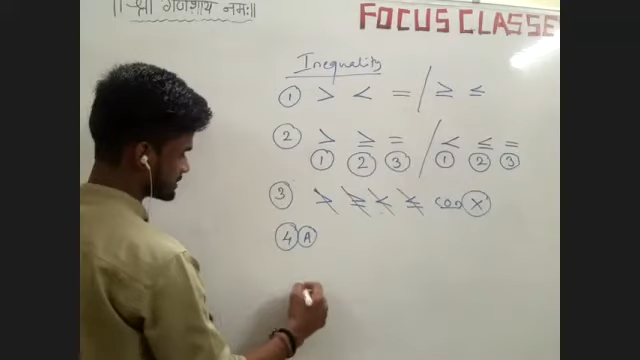 ॥ श्री गणेशाय नमः॥
FOCUS CLASSE
Inequality
① > < = / ≥ ≤
② > ≥ = / < ≤ =
① ② ③ ① ② ③
③ ≯ ≱ ≮ ≰ Ⓧ
④ Ⓐ